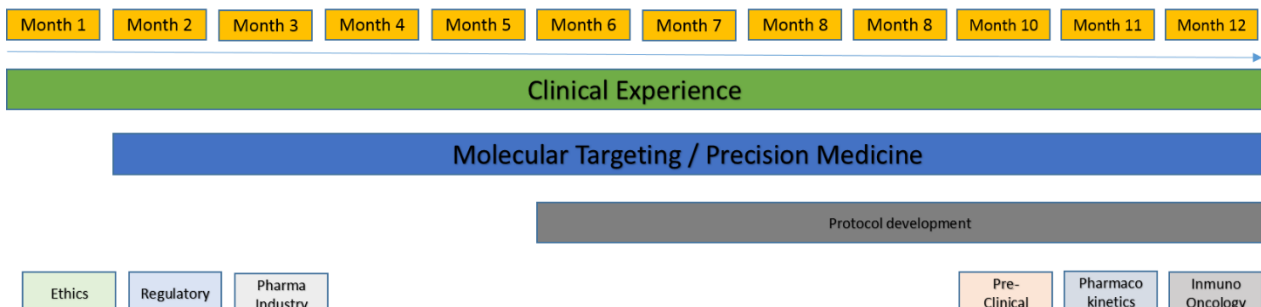 Month 1 Month 2 Month 3 Month 4 Month 5 Month 6 Month 7 Month 8 Month 8 Month 10 Month 11 Month 12
Clinical Experience
Molecular Targeting / Precision Medicine
Protocol development
Ethics
Regulatory
Pharma
Industry
Pre-
Clinical
Pharmaco
kinetics
Inmuno
Oncology